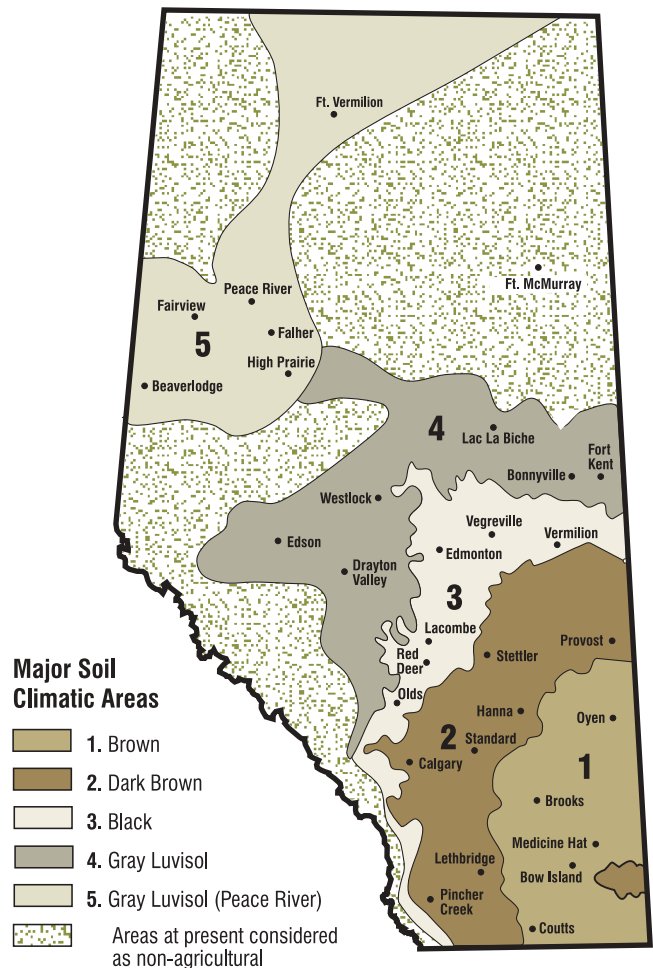 Ft. Vermilion
Ft. McMurray
Peace River
Fairview
5
Falher
High Prairie
Beaverlodge
4
Lac La Biche
Fort
Kent
Bonnyville
Westlock
Vegreville
Vermilion
Edson
Edmonton
Drayton
Valley
3
Lacombe
Provost
Red
Deer
Stettler
Olds
Hanna
Oyen
2
Standard
Calgary
1
Brooks
Medicine Hat
Lethbridge
Bow Island
Pincher
Creek
Coutts
Major Soil
Climatic Areas
1. Brown
2. Dark Brown
3. Black
4. Gray Luvisol
5. Gray Luvisol (Peace River)
Areas at present considered
as non-agricultural